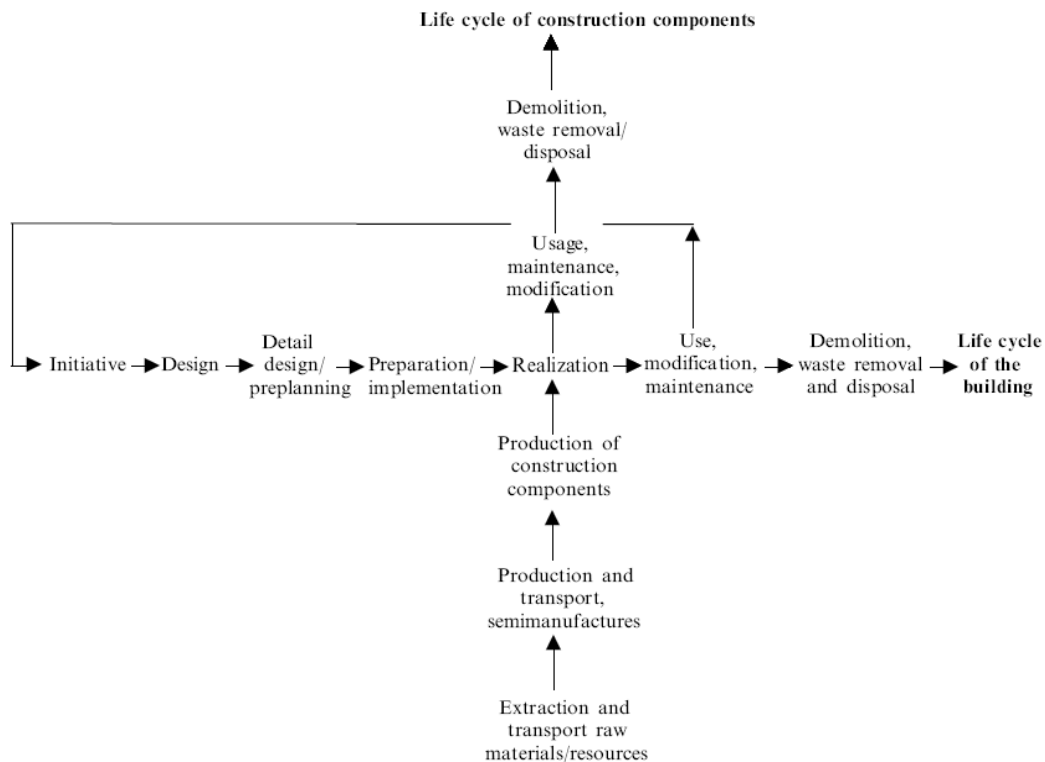 Life cycle of construction components
Demolition,
waste removal/
disposal
Usage,
maintenance,
modification
Initiative
Design
Detail
design/
preplanning
Preparation/
implementation
Realization
Use,
modification,
maintenance
Demolition,
waste removal
and disposal
Life cycle
of the
building
Production of
construction
components
Production and
transport,
semimanufactures
Extraction and
transport raw
materials/resources